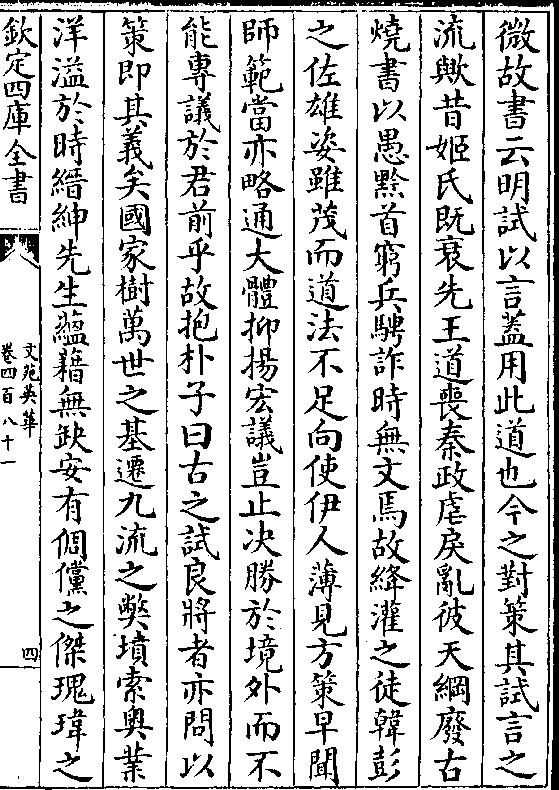 微故書云明試以言蓋用此道也今之對策其試言之
流歟昔姬氏既衰先王道喪秦政虐戾亂彼天綱廢古
燒書以愚黔首窮兵騁詐時無文焉故絳灌之徒韓彭
之佐雄姿雖茂而道法不足向使伊人薄見方策早聞
師範當亦略通大體抑揚宏議豈止決勝於境外而不
能專議於君前乎故抱朴子曰古之試良將者亦問以
策即其義矣國家樹萬世之基遷九流之弊墳索奧業
洋溢於時縉紳先生蘊藉無缺安有倜儻之傑瑰瑋之
欽定四庫全書
文苑英華
卷四百八十一
四